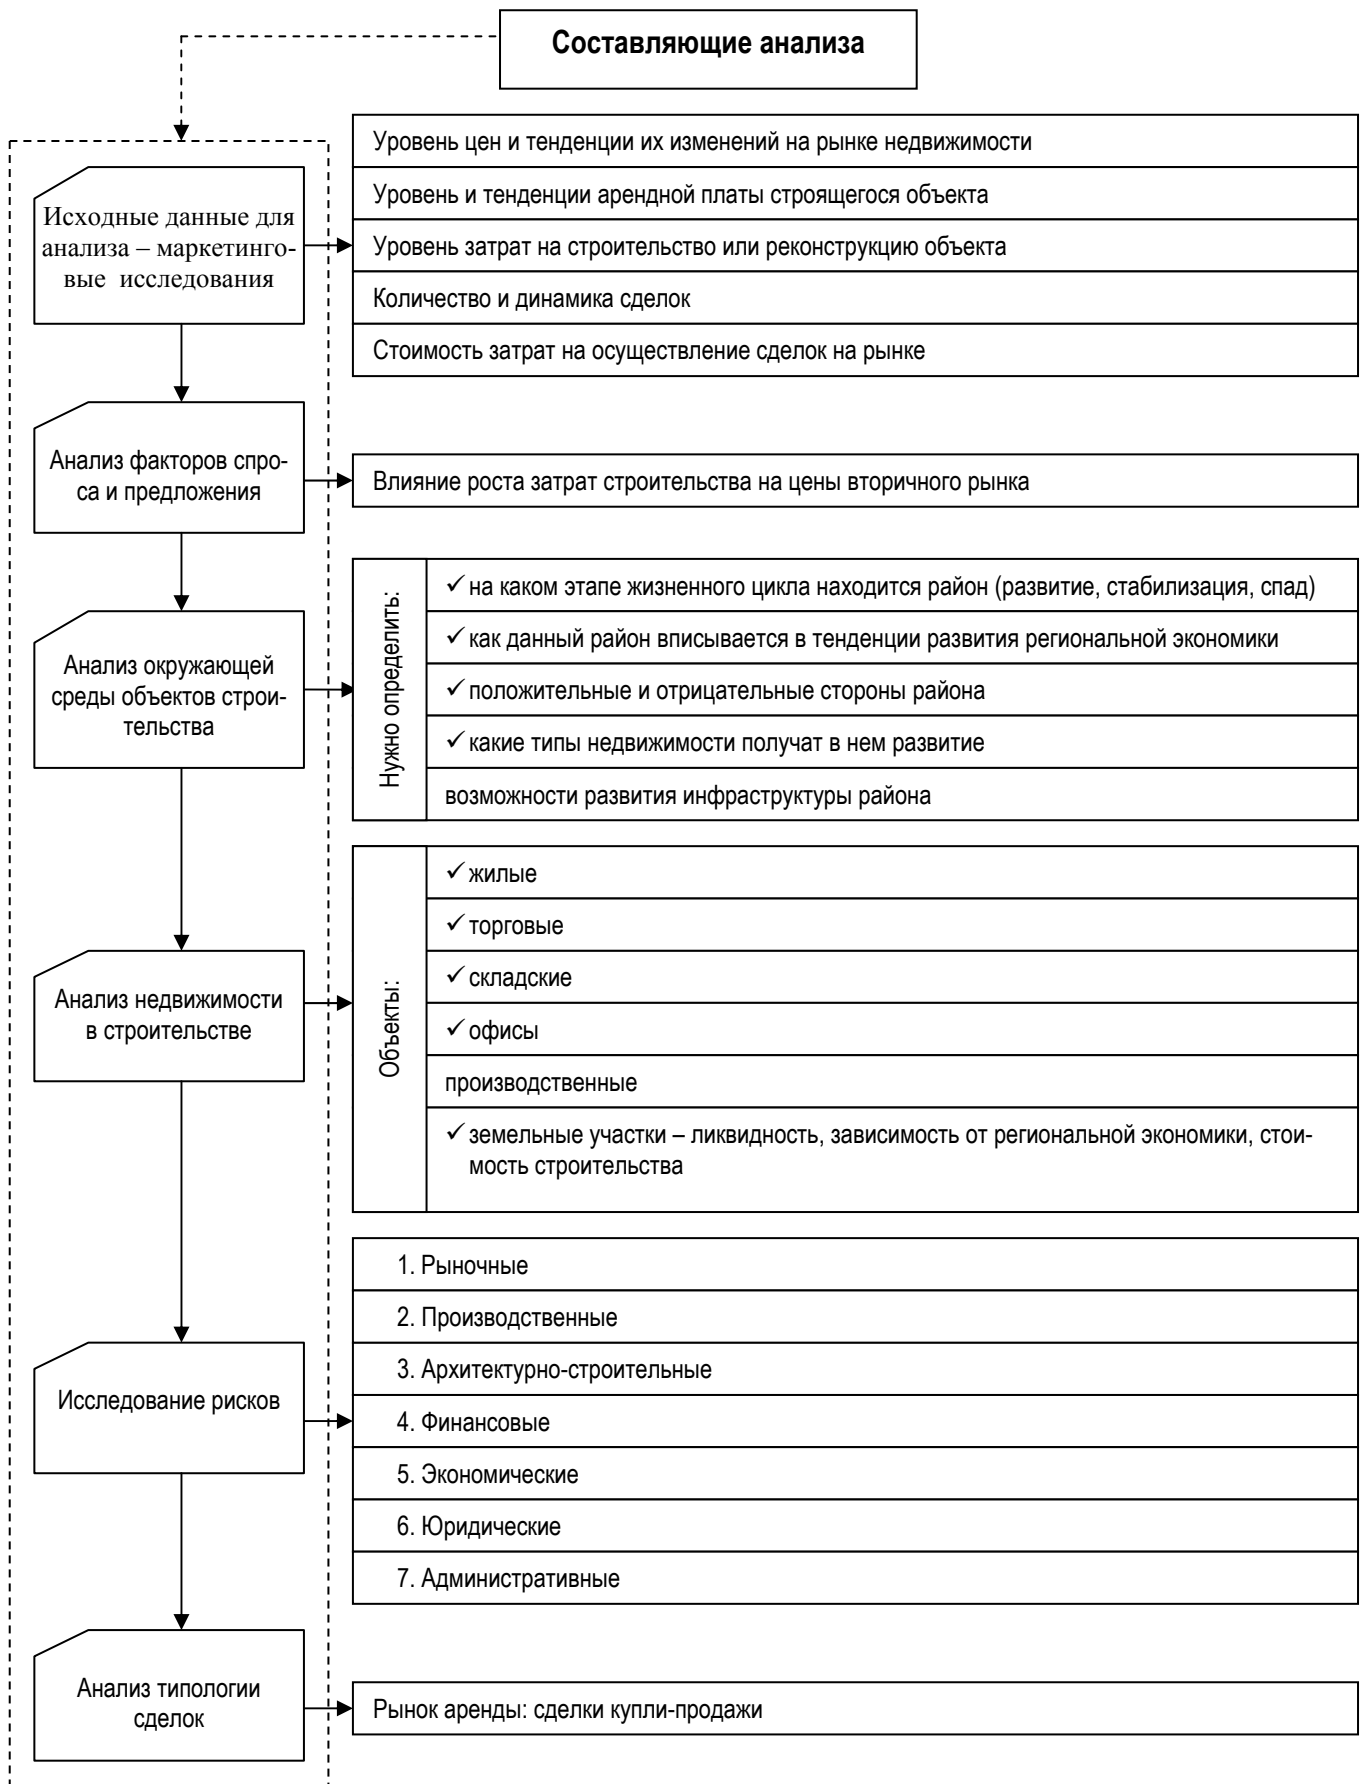 Составляющие анализа
Исходные данные для
анализа – маркетинго-
вые исследования
Уровень цен и тенденции их изменений на рынке недвижимости
Уровень и тенденции арендной платы строящегося объекта
Уровень затрат на строительство или реконструкцию объекта
Количество и динамика сделок
Стоимость затрат на осуществление сделок на рынке
Анализ факторов спро-
са и предложения
Влияние роста затрат строительства на цены вторичного рынка
Анализ окружающей
среды объектов строи-
тельства
Нужно определить:
✓ на каком этапе жизненного цикла находится район (развитие, стабилизация, спад)
✓ как данный район вписывается в тенденции развития региональной экономики
✓ положительные и отрицательные стороны района
✓ какие типы недвижимости получат в нем развитие
возможности развития инфраструктуры района
Анализ недвижимости
в строительстве
Объекты:
✓ жилые
✓ торговые
✓ складские
✓ офисы
производственные
✓ земельные участки – ликвидность, зависимость от региональной экономики, стои-
мость строительства
Исследование рисков
1. Рыночные
2. Производственные
3. Архитектурно-строительные
4. Финансовые
5. Экономические
6. Юридические
7. Административные
Анализ типологии
сделок
Рынок аренды: сделки купли-продажи